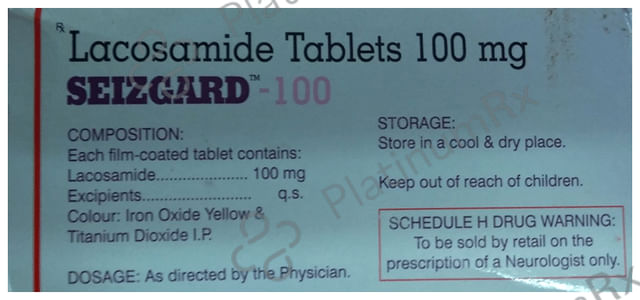 Rx
Lacosamide Tablets 100 mg
SEIZGARD™-100
COMPOSITION:
Each film-coated tablet contains:
Lacosamide..................... 100 mg
Excipients......................... q.s.
Colour: Iron Oxide Yellow &
Titanium Dioxide I.P.
DOSAGE: As directed by the Physician.
STORAGE:
Store in a cool & dry place.
Keep out of reach of children.
SCHEDULE H DRUG WARNING:
To be sold by retail on the
prescription of a Neurologist only.
PlatinumRx